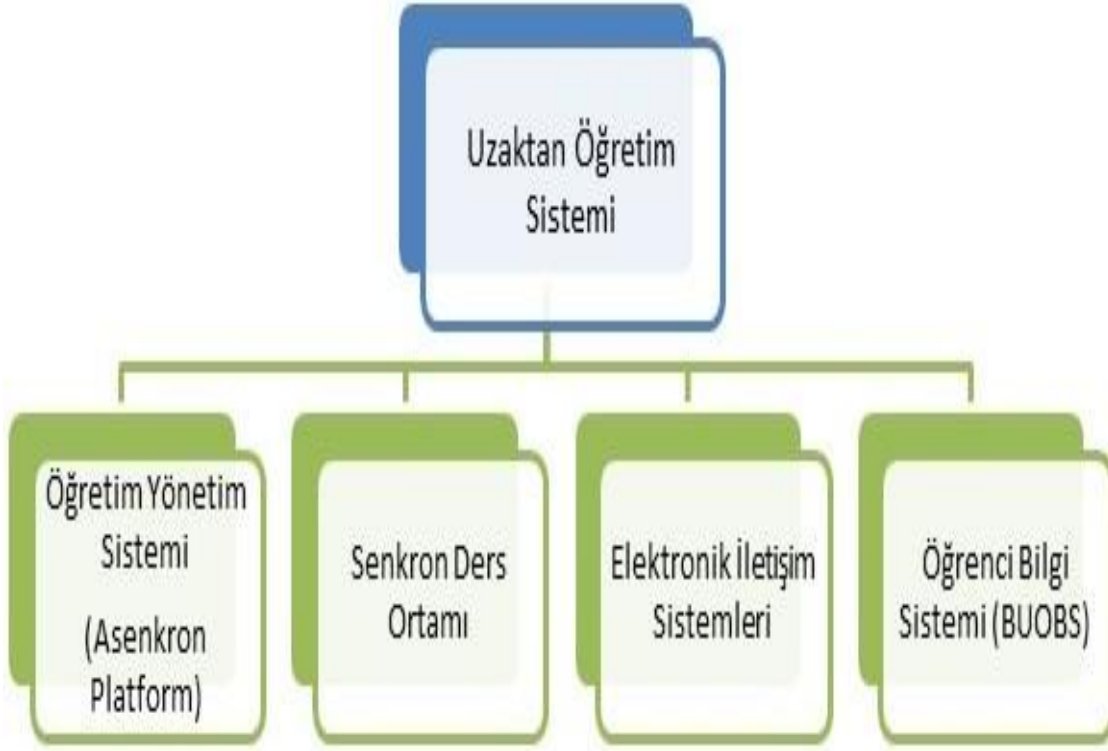 Uzaktan Öğretim
Sistemi
Öğretim Yönetim
Sistemi
(Asenkron
Platform)
Senkron Ders
Ortamı
Elektronik İletişim
Sistemleri
Öğrenci Bilgi
Sistemi (BUOBS)